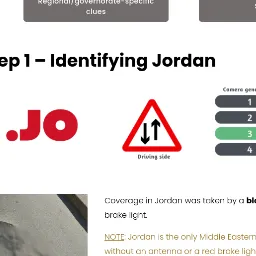 Regional/governorate-specific
clues
ep 1 – Identifying Jordan
Camera gene
.JO
1
2
3
4
Driving side
Coverage in Jordan was taken by a bl
brake light.
NOTE: Jordan is the only Middle Eastern
without an antenna or a red brake ligh